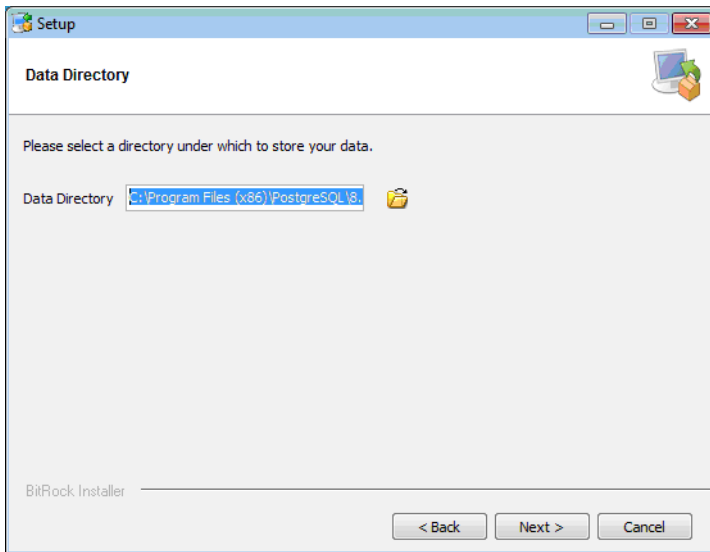 Setup
Data Directory
Please select a directory under which to store your data.
Data Directory C:\Program Files (x86)\PostgreSQL\8.
BitRock Installer
< Back Next > Cancel